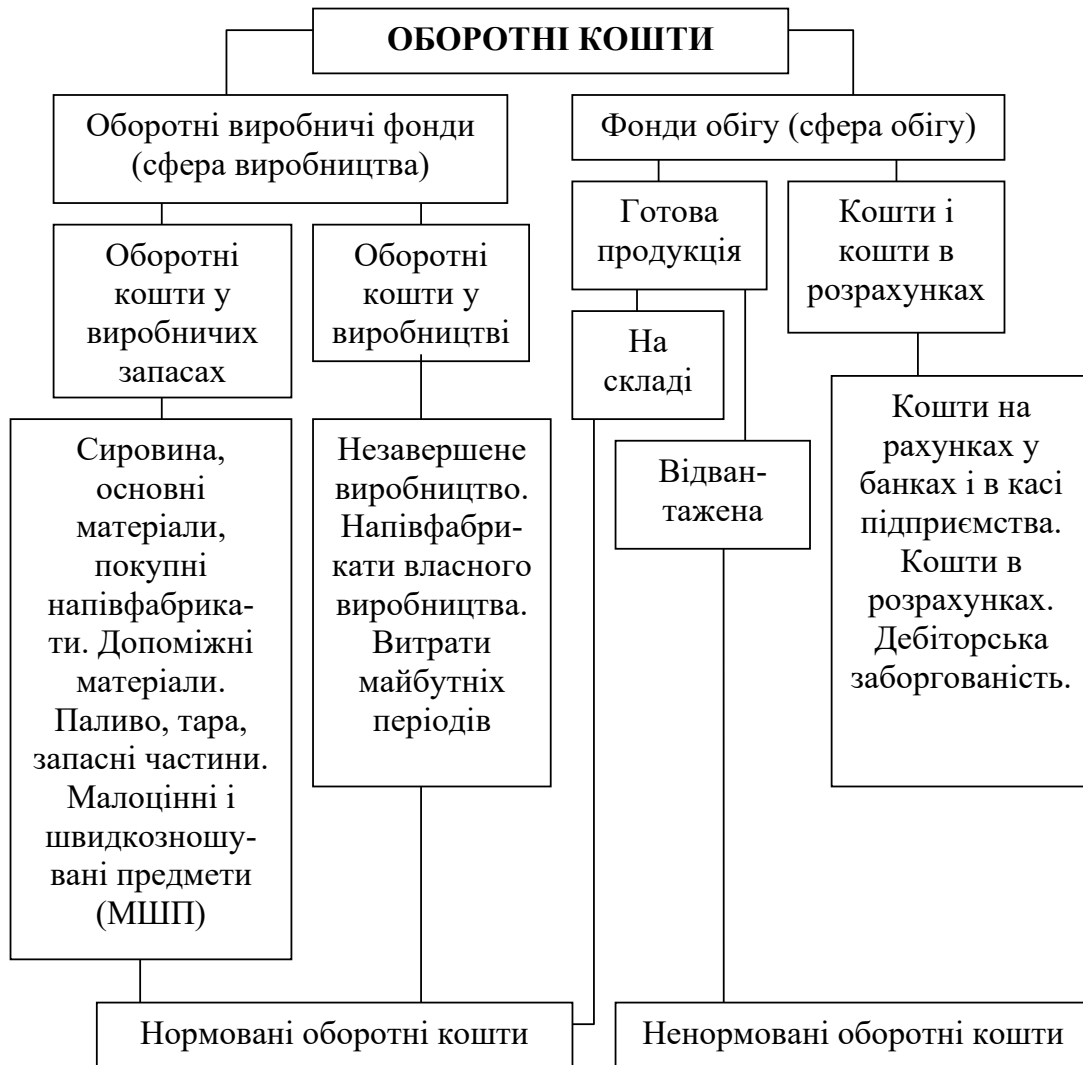 ОБОРОТНІ КОШТИ
Оборотні виробничі фонди
(сфера виробництва)
Фонди обігу (сфера обігу)
Оборотні
кошти у
виробничих
запасах
Оборотні
кошти у
виробництві
Готова
продукція
Кошти і
кошти в
розрахунках
На
складі
Відван-
тажена
Сировина,
основні
матеріали,
покупні
напівфабрика-
ти. Допоміжні
матеріали.
Паливо, тара,
запасні частини.
Малоцінні і
швидкозношу-
вані предмети
(МШП)
Незавершене
виробництво.
Напівфабри-
кати власного
виробництва.
Витрати
майбутніх
періодів
Кошти на
рахунках у
банках і в касі
підприємства.
Кошти в
розрахунках.
Дебіторська
заборгованість.
Нормовані оборотні кошти
Ненормовані оборотні кошти